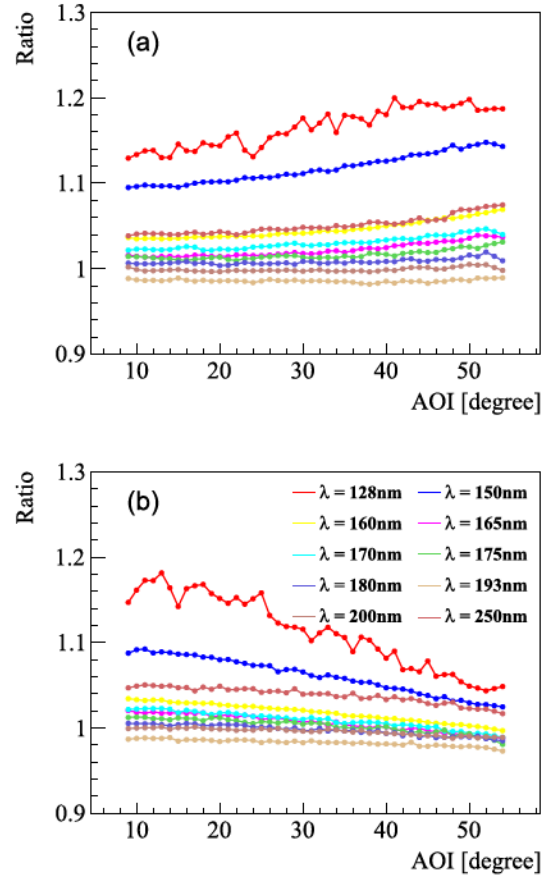 Ratio
(a)
1.3
1.2
1.1
1
0.9
10 20 30 40 50
AOI [degree]
Ratio
(b)
1.3
1.2
1.1
1
0.9
λ = 128nm λ = 150nm
λ = 160nm λ = 165nm
λ = 170nm λ = 175nm
λ = 180nm λ = 193nm
λ = 200nm λ = 250nm
10 20 30 40 50
AOI [degree]